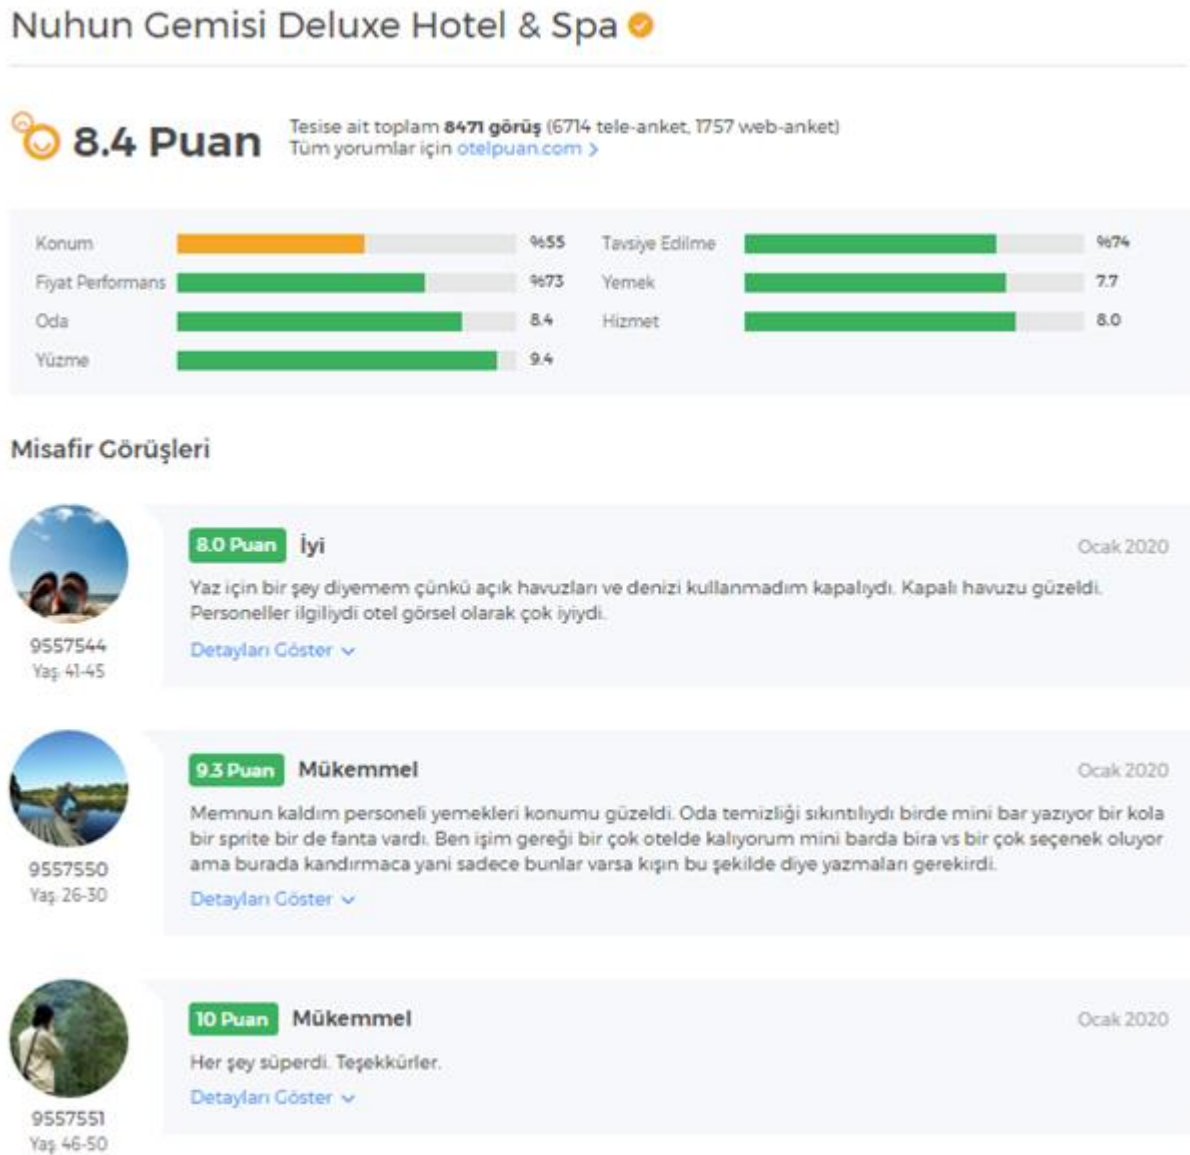 Nuhun Gemisi Deluxe Hotel & Spa
8.4 Puan
Tesise ait toplam 8471 görüş (6714 tele-anket, 1757 web-anket)
Tüm yorumlar için otelpuan.com >
Konum %55 Tavsiye Edilme %74
Fiyat Performans %73 Yemek 7.7
Oda 8.4 Hizmet 8.0
Yüzme 9.4
Misafir Görüşleri
8.0 Puan İyi Ocak 2020
Yaz için bir şey diyemem çünkü açık havuzları ve denizi kullanmadım kapalıydı. Kapalı havuzu güzeldi.
Personeller ilgiliydi otel görsel olarak çok iyiydi.
Detayları Göster
9557544
Yaş: 41-45
9.3 Puan Mükemmel Ocak 2020
Memnun kaldım personeli yemekleri konumu güzeldi. Oda temizliği sıkıntılıydı birde mini bar yazıyor bir kola
bir sprite bir de fanta vardı. Ben işim gereği bir çok otelde kalıyorum mini barda bira vs bir çok seçenek oluyor
ama burada kandırmaca yani sadece bunlar varsa kışın bu şekilde diye yazmaları gerekirdi.
Detayları Göster
9557550
Yaş: 26-30
10 Puan Mükemmel Ocak 2020
Her şey süperdi. Teşekkürler.
Detayları Göster
9557551
Yaş: 46-50